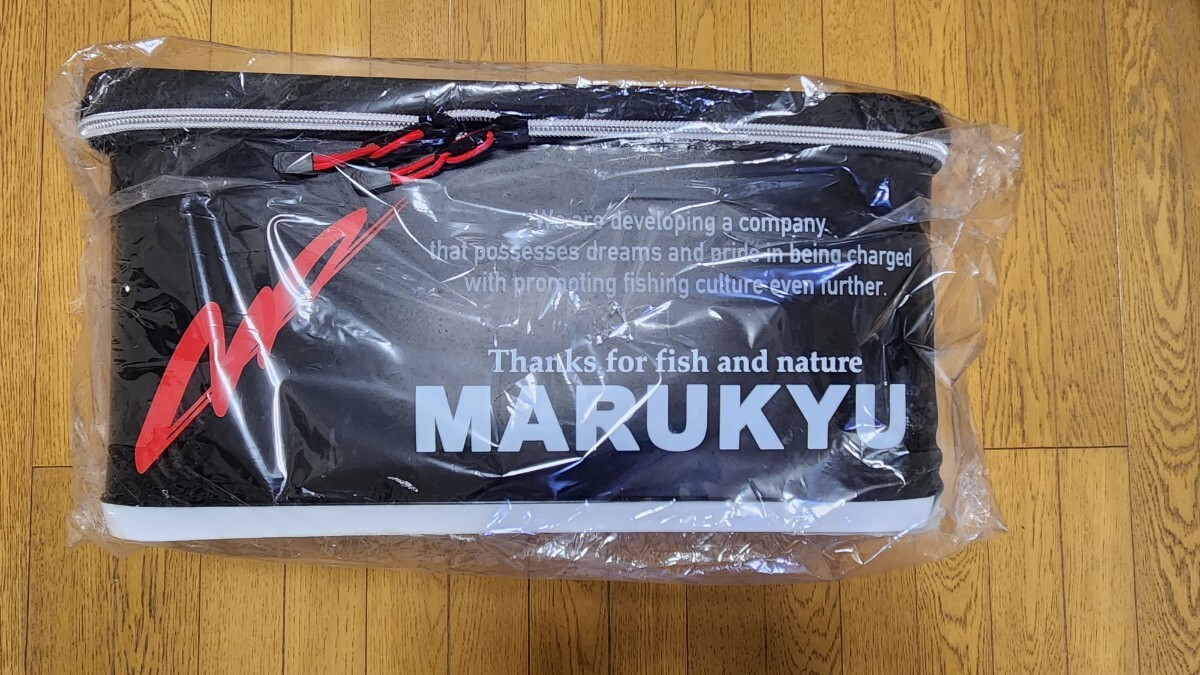 We are developing a company
that possesses dreams and pride in being charged
with promoting fishing culture even further.
Thanks for fish and nature
MARUKYU